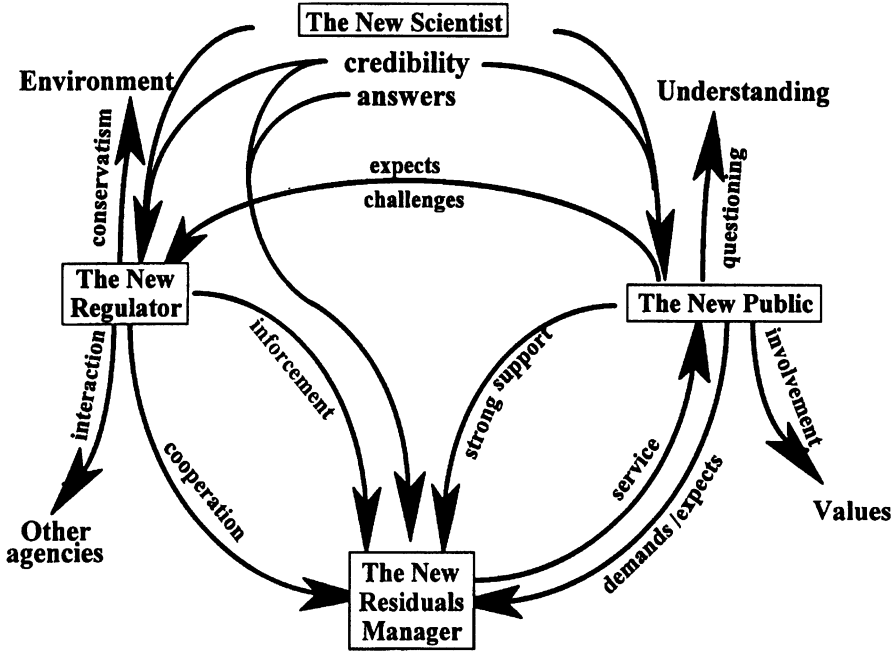 The New Scientist
credibility
answers
Environment
Understanding
conservatism
expects
challenges
questioning
The New
Regulator
The New Public
interaction
inforcement
strong support
involvement
cooperation
service
demands /expects
Other
agencies
Values
The New
Residuals
Manager